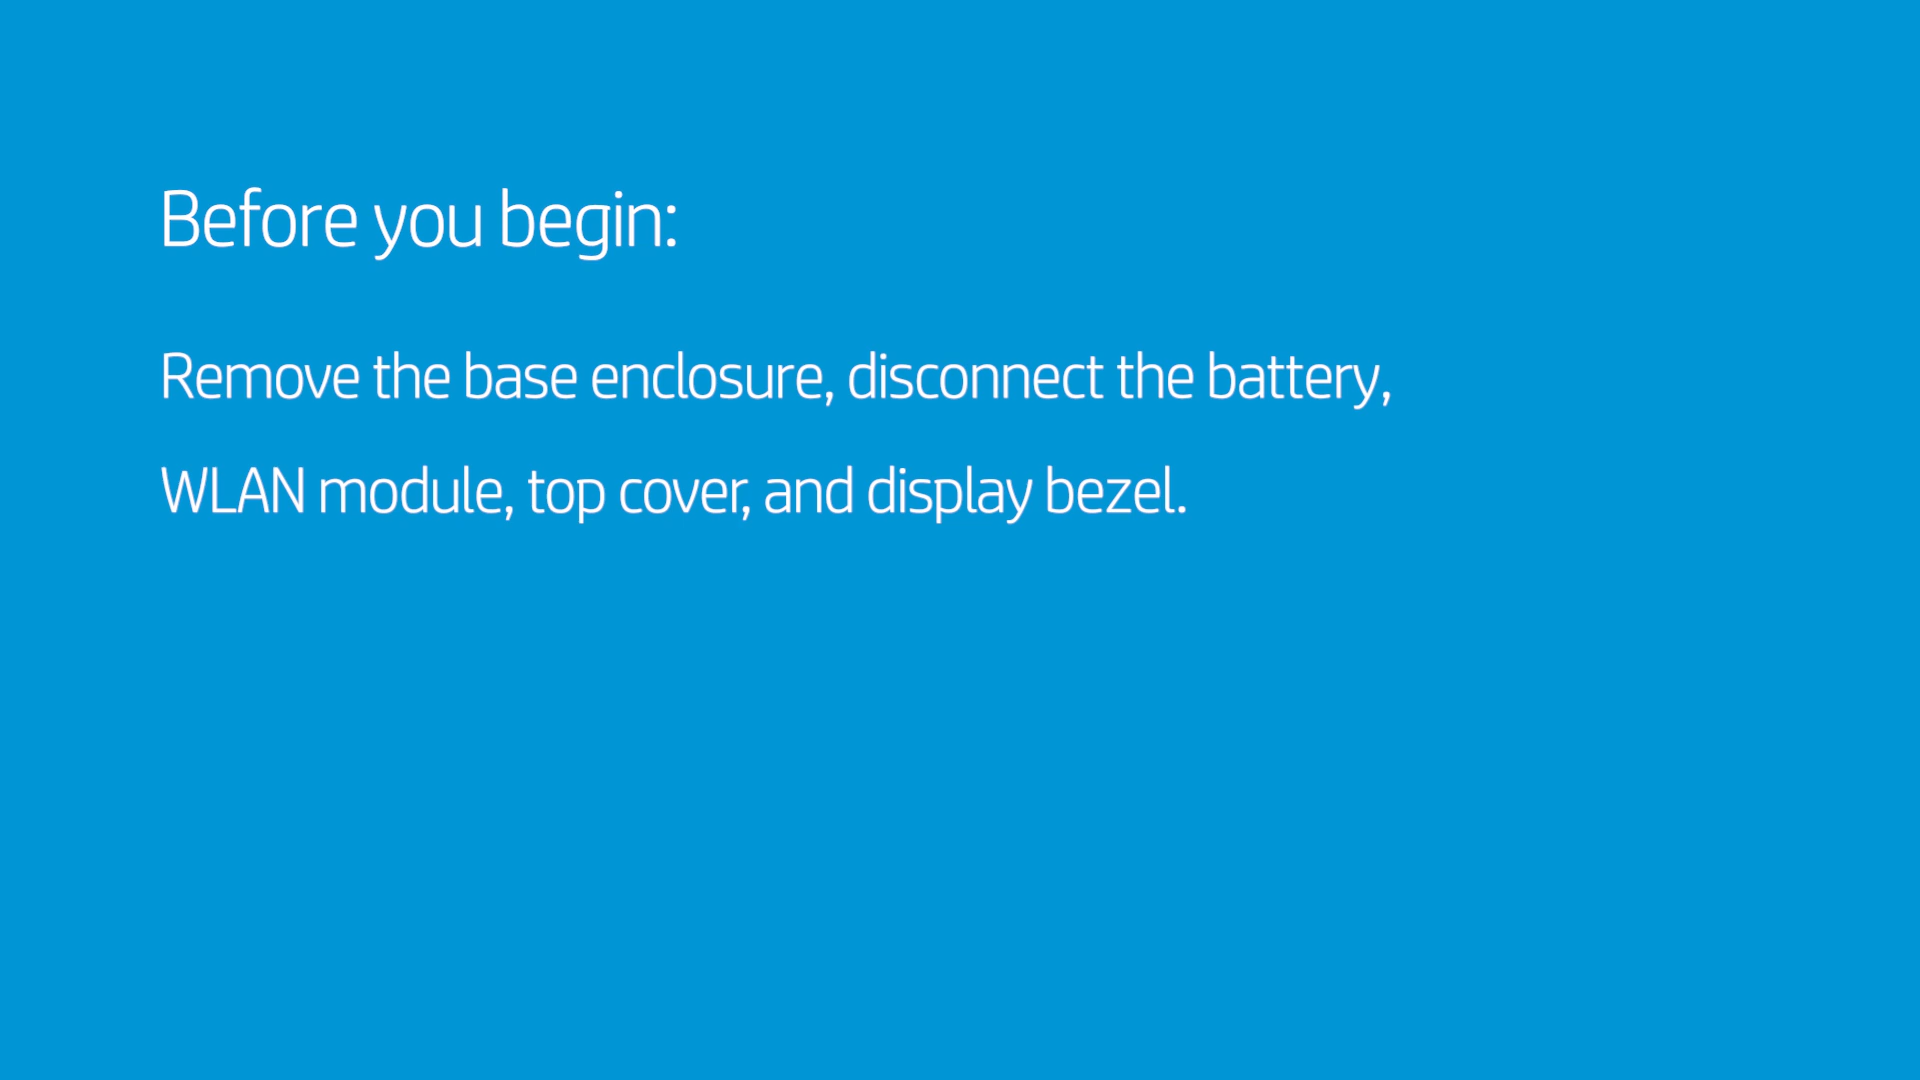 Before you begin:
Remove the base enclosure, disconnect the battery,
WLAN module, top cover, and display bezel.